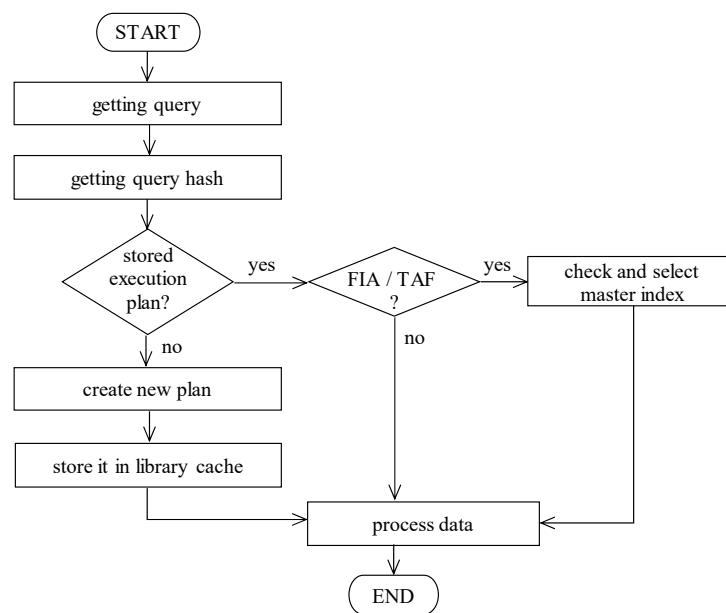 START
getting query
getting query hash
stored
execution
plan?
yes
FIA / TAF
?
yes
check and select
master index
no
no
create new plan
store it in library cache
process data
END